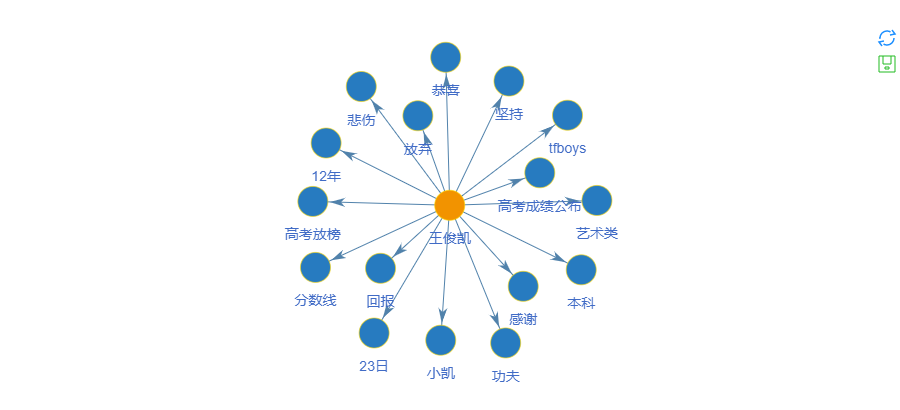 恭喜
坚持
悲伤
放弃
tfboys
12年
高考成绩公布
高考放榜
王俊凯
艺术类
分数线
回报
本科
感谢
23日
小凯
功夫